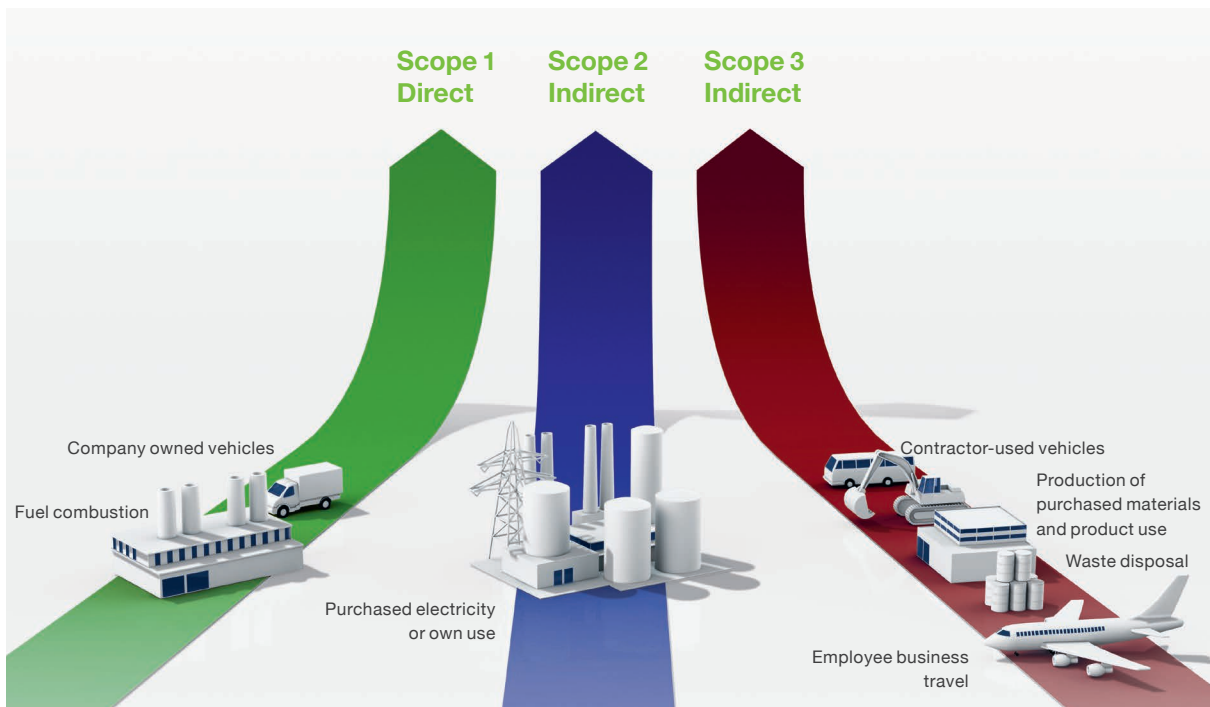 Scope 1
Direct
Scope 2
Indirect
Scope 3
Indirect
Company owned vehicles
Fuel combustion
Purchased electricity
or own use
Contractor-used vehicles
Production of
purchased materials
and product use
Waste disposal
Employee business
travel